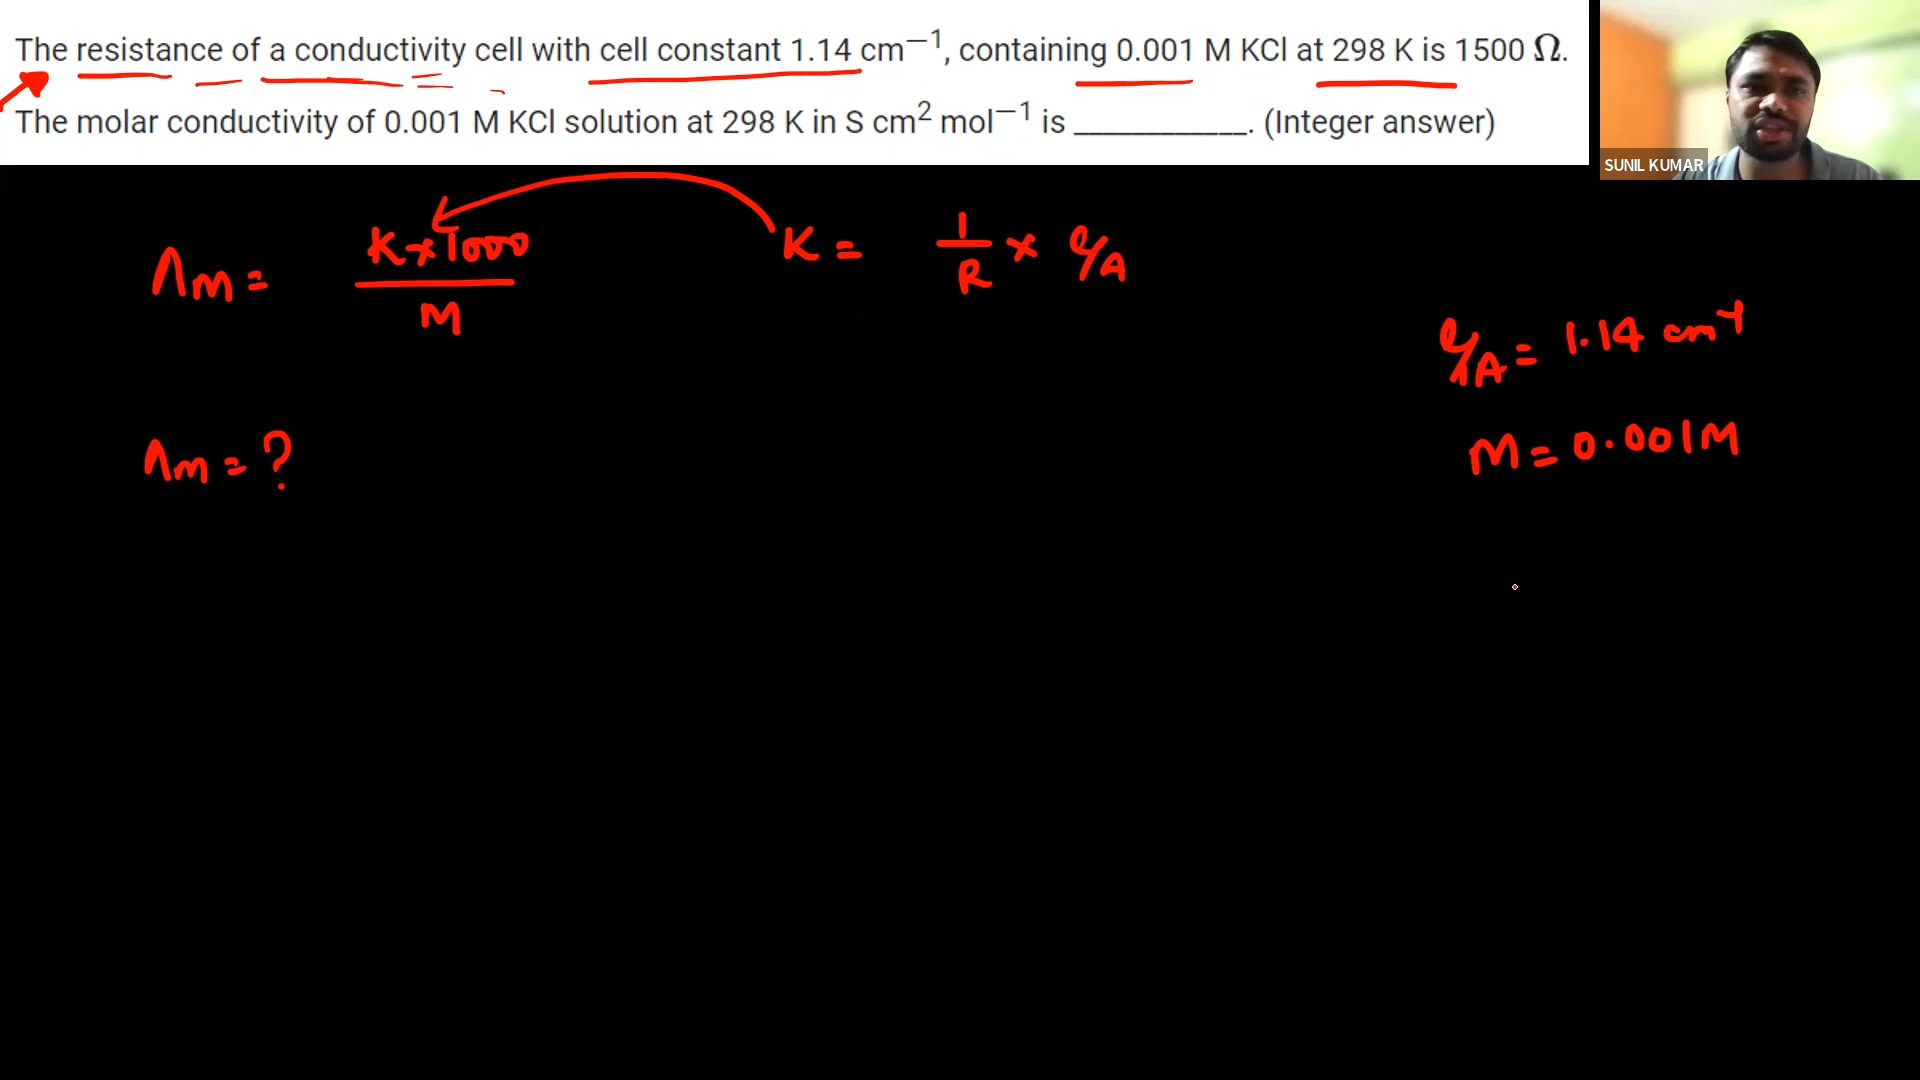 The resistance of a conductivity cell with cell constant 1.14 cm⁻¹, containing 0.001 M KCl at 298 K is 1500 Ω.
The molar conductivity of 0.001 M KCl solution at 298 K in S cm² mol⁻¹ is ____________. (Integer answer)
SUNIL KUMAR
Λm = K × 1000 / M
K = 1/R × l/A
l/A = 1.14 cm⁻¹
M = 0.001 M
Λm = ?